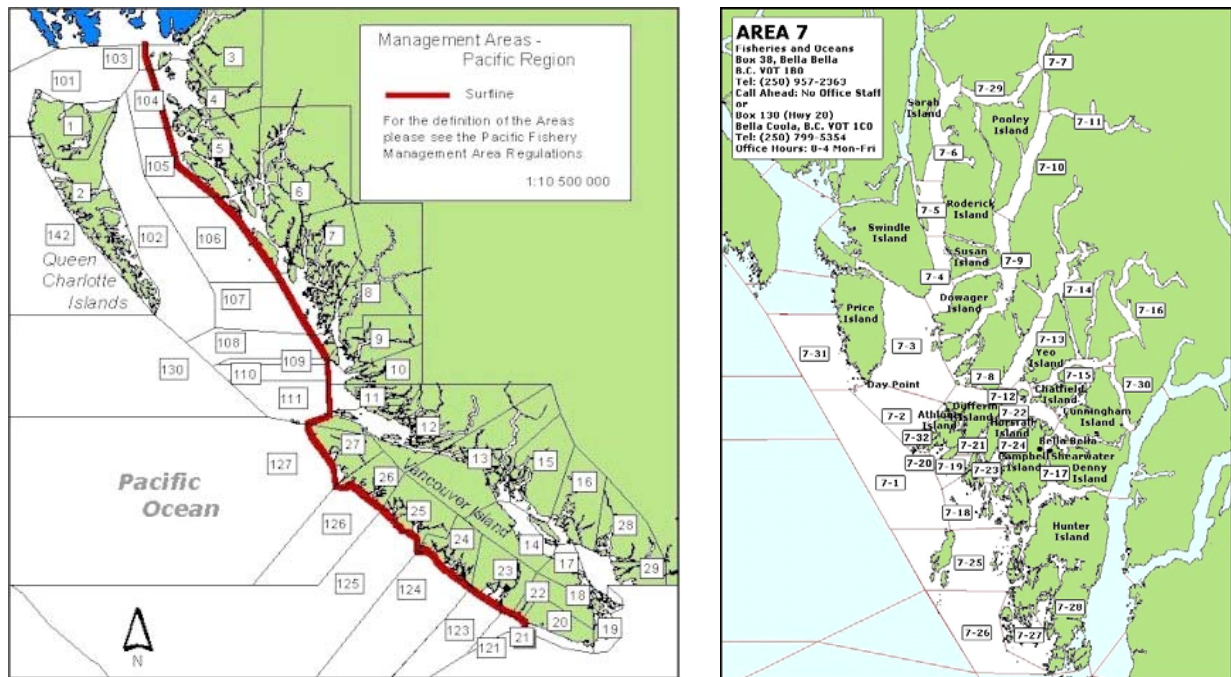 Management Areas -
Pacific Region
Surfline
For the definition of the Areas
please see the Pacific Fishery
Management Area Regulations
1:10 500 000
103
3
101
104
4
1
5
105
2
6
142
102
106
7
Queen
Charlotte
Islands
107
8
108
9
109
130
110
10
111
11
12
27
13
15
127
Vancouver Island
26
16
Pacific
Ocean
25
126
28
24
14
17
29
125
124
23
22
18
123
20
19
21
121
N
AREA 7
Fisheries and Oceans
Box 38, Bella Bella
B.C. V0T 1B0
Tel: (250) 957-2363
Call Ahead: No Office Staff
or
Box 130 (Hwy 20)
Bella Coola, B.C. V0T 1C0
Tel: (250) 799-5354
Office Hours: 8-4 Mon-Fri
7-7
7-29
Sarah
Island
Pooley
Island
7-11
7-6
7-10
Roderick
Island
7-5
Swindle
Island
Susan
Island
7-9
7-4
7-14
Dowager
Island
7-16
Price
Island
7-13
7-3
7-31
Yeo
Island
7-8
7-15
Day Point
7-12
Chatfield
Island
7-30
7-2
Dufferin
Island
7-22
Cunningham
Island
Athlone
Island
Horsfall
Island
7-32
7-21
7-24
Bella Bella
7-20
7-19
7-23
Campbell
Island
Shearwater
7-17
Denny
Island
7-1
7-18
Hunter
Island
7-25
7-28
7-26
7-27